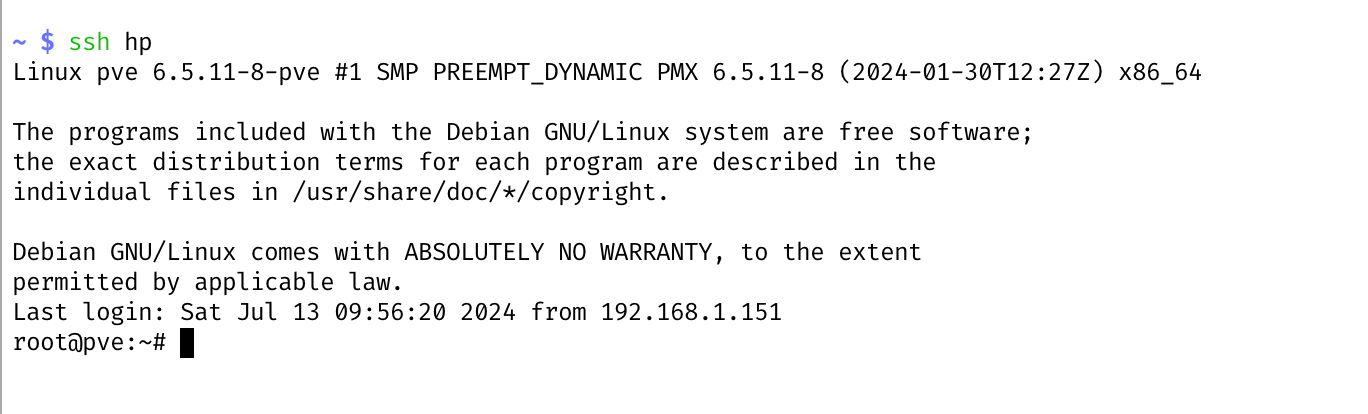 ~ $ ssh hp
Linux pve 6.5.11-8-pve #1 SMP PREEMPT_DYNAMIC PMX 6.5.11-8 (2024-01-30T12:27Z) x86_64
The programs included with the Debian GNU/Linux system are free software;
the exact distribution terms for each program are described in the
individual files in /usr/share/doc/*/copyright.
Debian GNU/Linux comes with ABSOLUTELY NO WARRANTY, to the extent
permitted by applicable law.
Last login: Sat Jul 13 09:56:20 2024 from 192.168.1.151
root@pve:~#